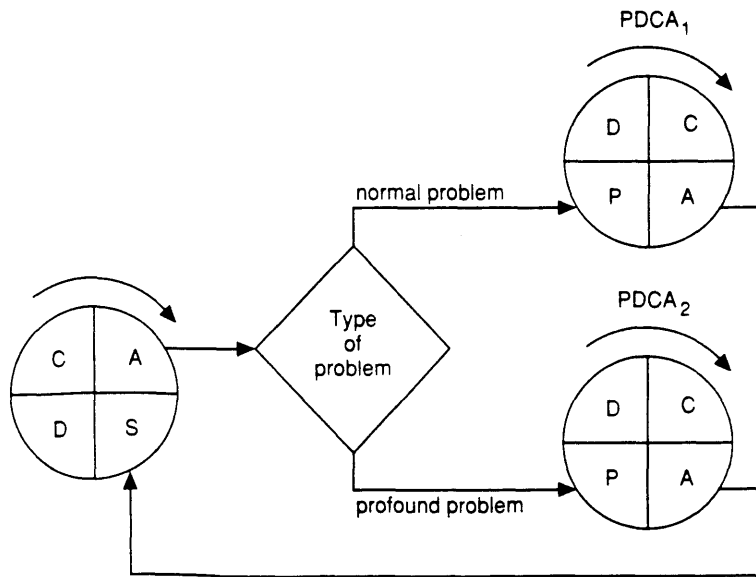 PDCA₁
D C
P A
normal problem
C A
D S
Type
of
problem
PDCA₂
D C
P A
profound problem